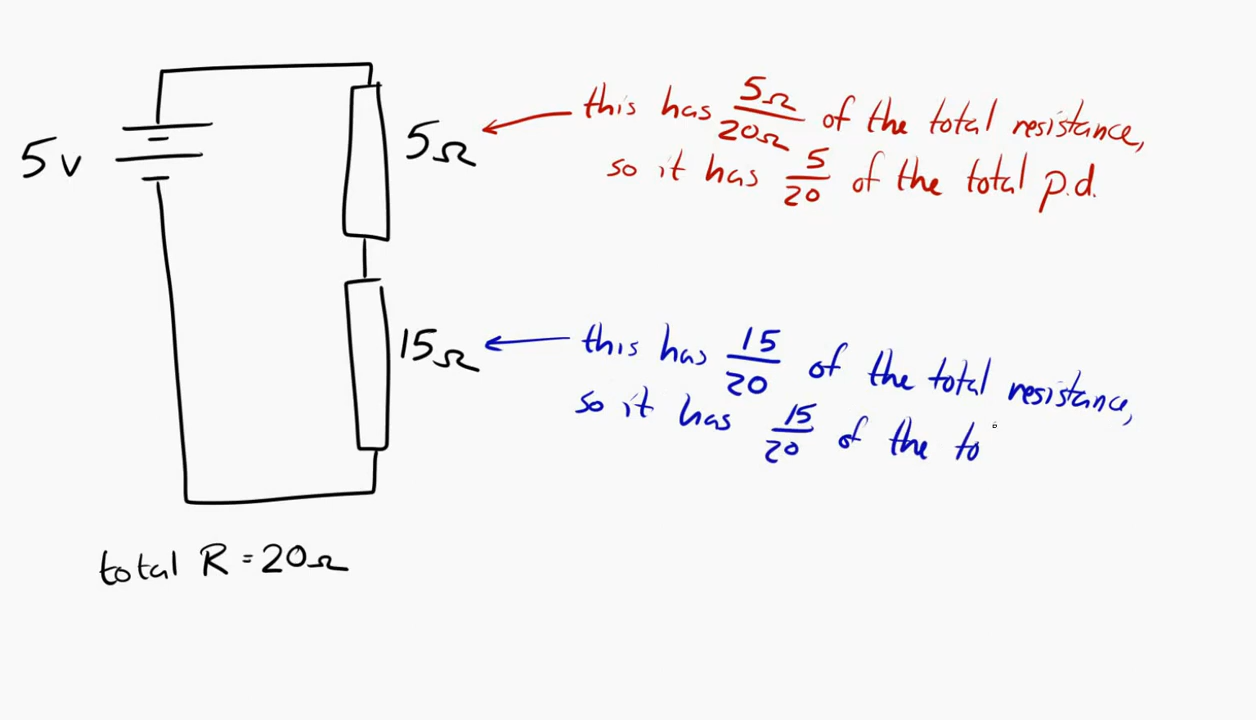 5v
5Ω
this has 5Ω/20Ω of the total resistance,
so it has 5/20 of the total p.d.
15Ω
this has 15/20 of the total resistance,
so it has 15/20 of the to
total R = 20Ω